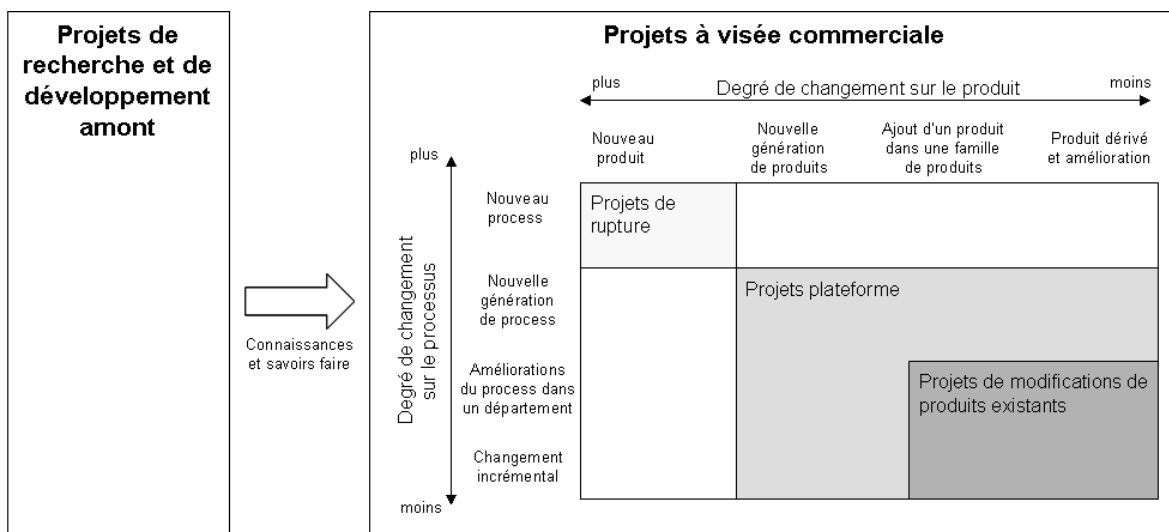 Projets de
recherche et de
développement
amont
Connaissances
et savoirs faire
Projets à visée commerciale
plus
Degré de changement sur le produit
moins
Nouveau
produit
Nouvelle
génération
de produits
Ajout d'un produit
dans une famille
de produits
Produit dérivé
et amélioration
plus
Degré de changement
sur le processus
moins
Nouveau
process
Nouvelle
génération
de process
Améliorations
du process dans
un département
Changement
incrémental
Projets de
rupture
Projets plateforme
Projets de modifications de
produits existants